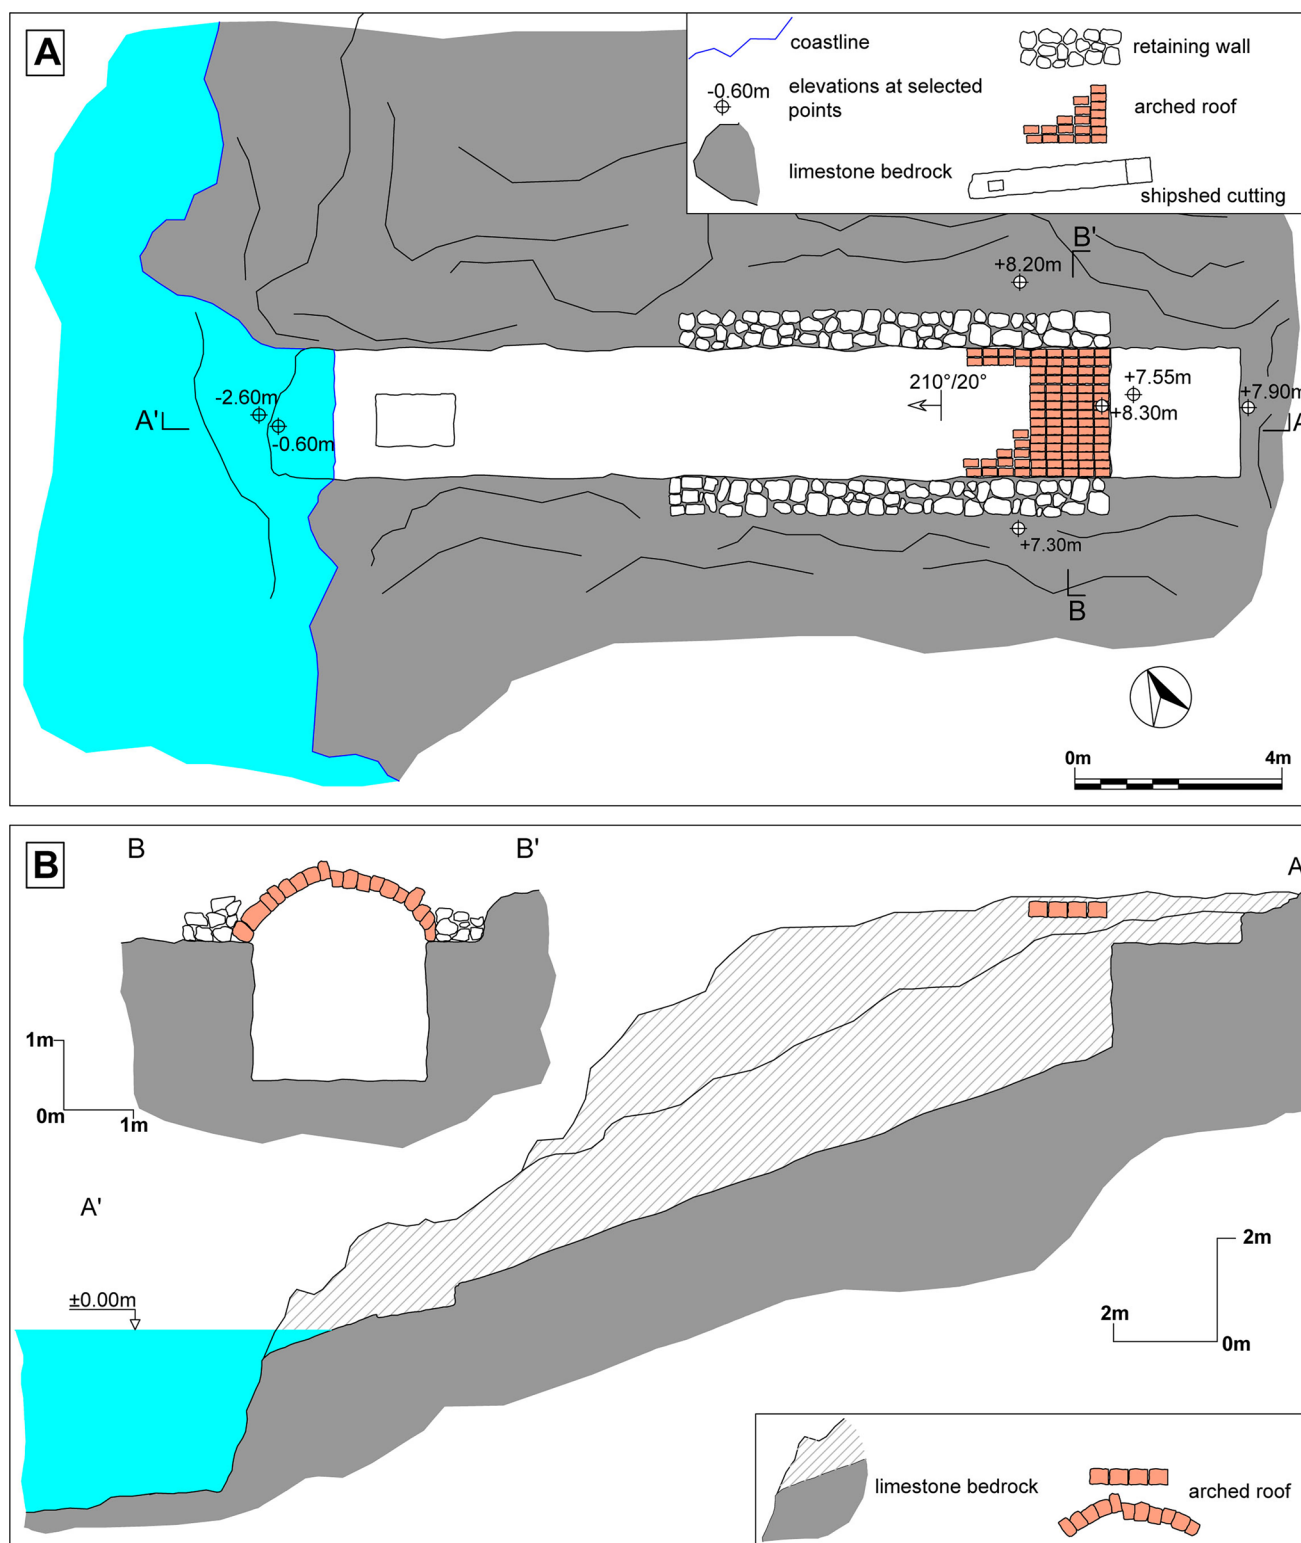 A
coastline
retaining wall
-0.60m
elevations at selected
points
arched roof
limestone bedrock
shipshed cutting
B'
+8.20m
210°/20°
+7.55m
+7.90m
-2.60m
+8.30m
A'
A
-0.60m
+7.30m
B
0m
4m
B
B
B'
A
1m
0m
1m
A'
±0.00m
2m
2m
0m
limestone bedrock
arched roof